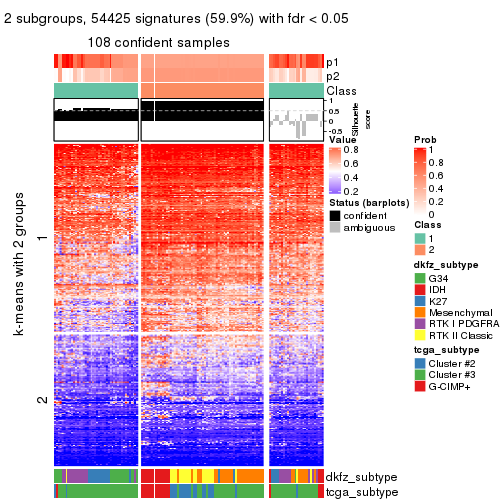 2 subgroups, 54425 signatures (59.9%) with fdr < 0.05
108 confident samples
p1
p2
Class
1
0.5
0
-0.5
Silhouette
score
k-means with 2 groups
1
2
dkfz_subtype
tcga_subtype
Value
0.8
0.6
0.4
0.2
Status (barplots)
confident
ambiguous
Prob
1
0.8
0.6
0.4
0.2
0
Class
1
2
dkfz_subtype
G34
IDH
K27
Mesenchymal
RTK I PDGFRA
RTK II Classic
tcga_subtype
Cluster #2
Cluster #3
G-CIMP+